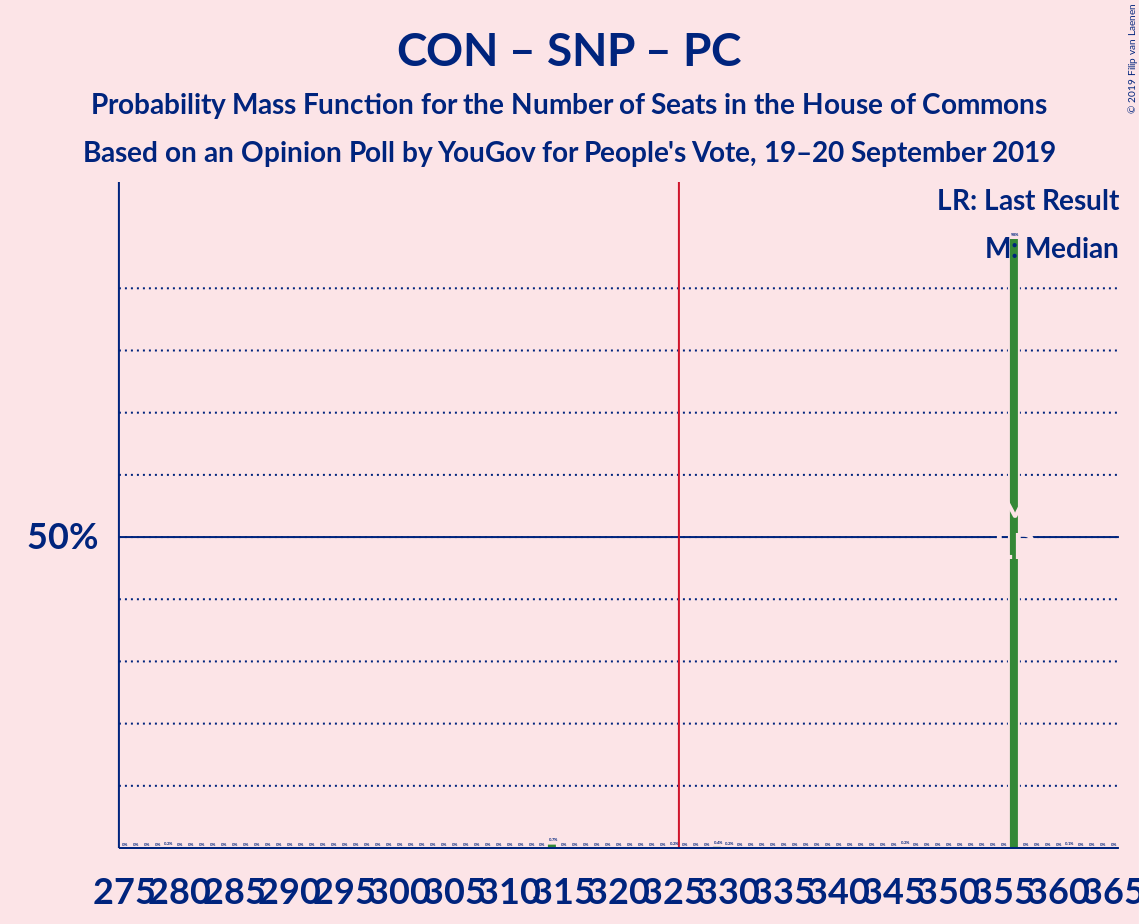 CON – SNP – PC
Probability Mass Function for the Number of Seats in the House of Commons
Based on an Opinion Poll by YouGov for People's Vote, 19–20 September 2019
© 2019 Filip van Laenen
LR: Last Result
M: Median
50%
275 280 285 290 295 300 305 310 315 320 325 330 335 340 345 350 355 360 365